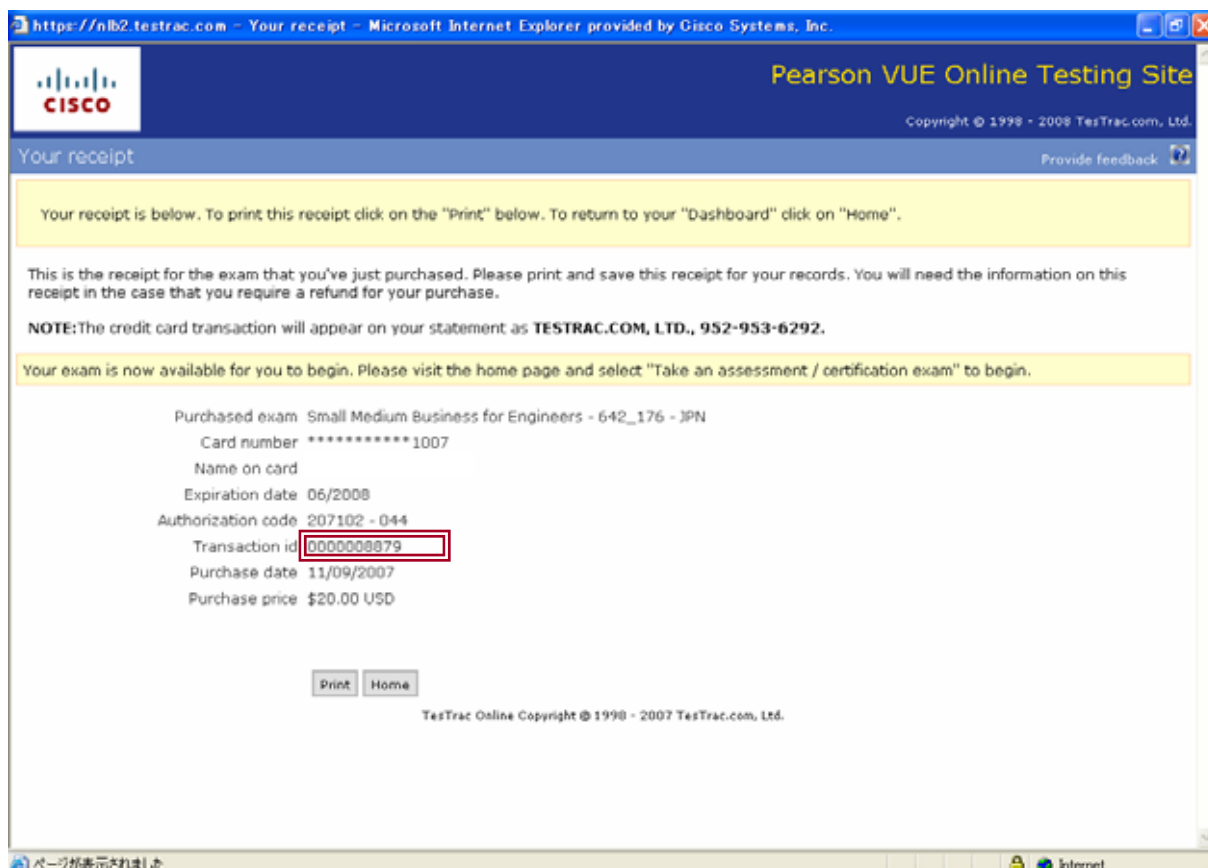 https://nlb2.testrac.com - Your receipt - Microsoft Internet Explorer provided by Cisco Systems, Inc.
CISCO
Pearson VUE Online Testing Site
Copyright © 1998 - 2008 TesTrac.com, Ltd.
Your receipt
Provide feedback
Your receipt is below. To print this receipt click on the "Print" below. To return to your "Dashboard" click on "Home".
This is the receipt for the exam that you've just purchased. Please print and save this receipt for your records. You will need the information on this
receipt in the case that you require a refund for your purchase.
NOTE:The credit card transaction will appear on your statement as TESTRAC.COM, LTD., 952-953-6292.
Your exam is now available for you to begin. Please visit the home page and select "Take an assessment / certification exam" to begin.
Purchased exam Small Medium Business for Engineers - 642_176 - JPN
Card number ***********1007
Name on card
Expiration date 06/2008
Authorization code 207102 - 044
Transaction id 0000008879
Purchase date 11/09/2007
Purchase price $20.00 USD
Print Home
TesTrac Online Copyright © 1998 - 2007 TesTrac.com, Ltd.
ページが表示されました
Internet